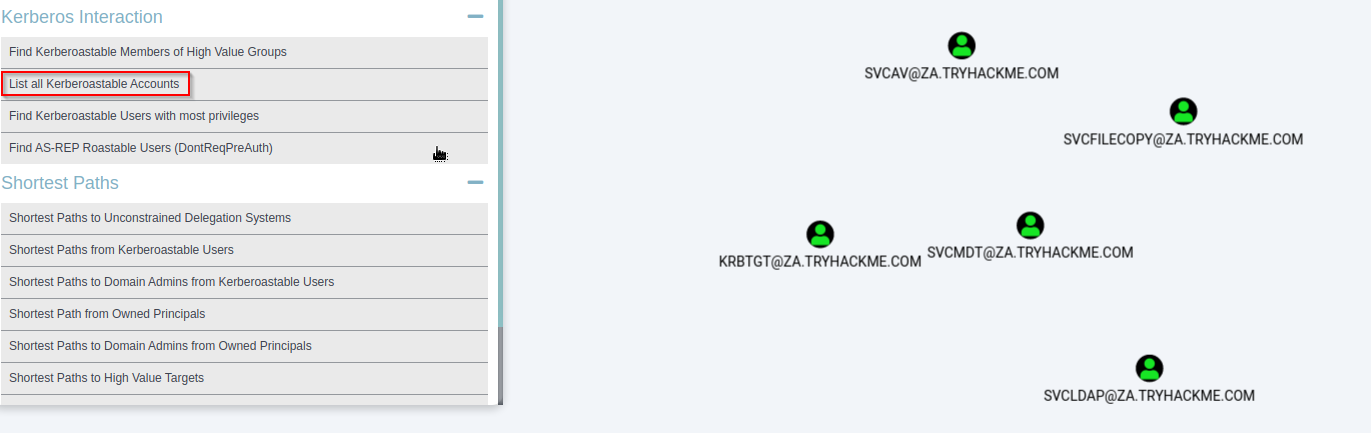 Kerberos Interaction
Find Kerberoastable Members of High Value Groups
List all Kerberoastable Accounts
Find Kerberoastable Users with most privileges
Find AS-REP Roastable Users (DontReqPreAuth)
Shortest Paths
Shortest Paths to Unconstrained Delegation Systems
Shortest Paths from Kerberoastable Users
Shortest Paths to Domain Admins from Kerberoastable Users
Shortest Path from Owned Principals
Shortest Paths to Domain Admins from Owned Principals
Shortest Paths to High Value Targets
SVCAV@ZA.TRYHACKME.COM
SVCFILECOPY@ZA.TRYHACKME.COM
KRBTGT@ZA.TRYHACKME.COM
SVCMDT@ZA.TRYHACKME.COM
SVCLDAP@ZA.TRYHACKME.COM